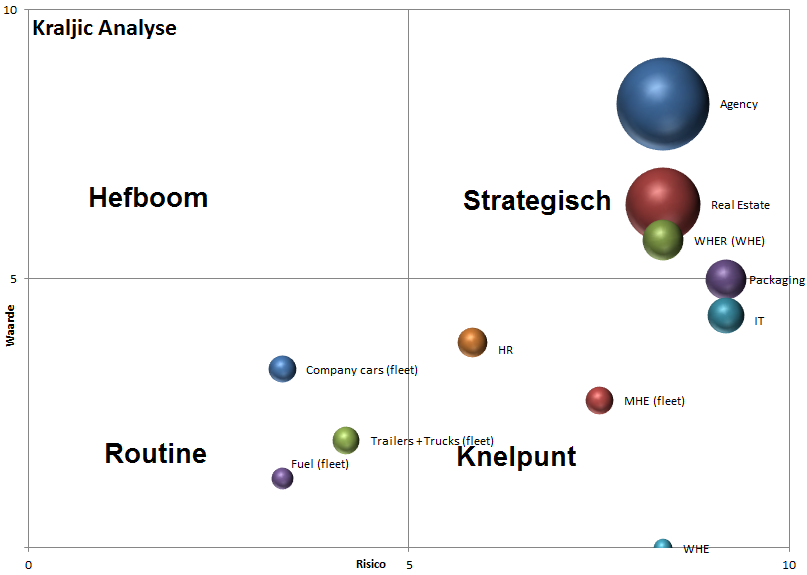 10
Kraljic Analyse
Agency
Hefboom
Strategisch
Real Estate
WHER (WHE)
5
Packaging
Waarde
IT
HR
Company cars (fleet)
MHE (fleet)
Trailers + Trucks (fleet)
Routine
Knelpunt
Fuel (fleet)
WHE
0
Risico
5
10